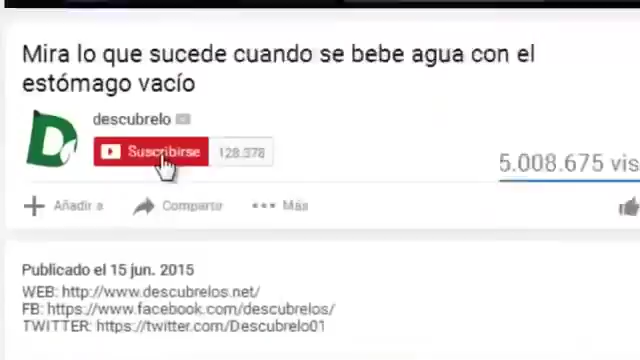 Mira lo que sucede cuando se bebe agua con el
estómago vacío
descubrelo
Suscribirse 128.378
5.008.675 vis
Añadir a Compartir Más
Publicado el 15 jun. 2015
WEB: http://www.descubrelos.net/
FB: https://www.facebook.com/descubrelos/
TWITTER: https://twitter.com/Descubrelo01